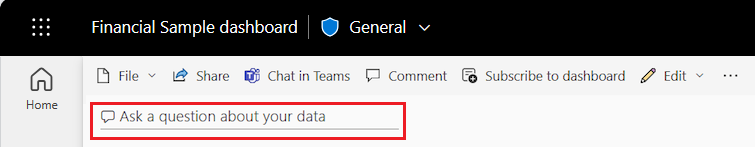 Financial Sample dashboard General
File Share Chat in Teams Comment Subscribe to dashboard Edit ...
Home
Ask a question about your data